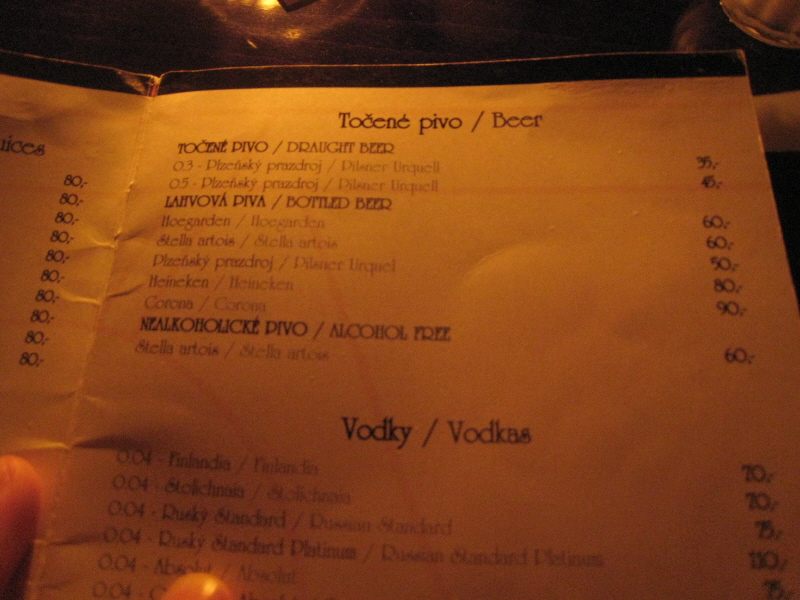 uices
80,-
80,-
80,-
80,-
80,-
80,-
80,-
80,-
80,-
80,-
Točené pivo / Beer
TOČENÉ PIVO / DRAUGHT BEER
0.3 - Plzeňský prazdroj / Pilsner Urquell 35,-
0.5 - Plzeňský prazdroj / Pilsner Urquell 45,-
LAHVOVÁ PIVA / BOTTLED BEER
Hoegarden / Hoegarden 60,-
Stella artois / Stella artois 60,-
Plzeňský prazdroj / Pilsner Urquel 50,-
Heineken / Heineken 80,-
Corona / Corona 90,-
NEALKOHOLICKÉ PIVO / ALCOHOL FREE
Stella artois / Stella artois 60,-
Vodky / Vodkas
0.04 - Finlandia / Finlandia 70,-
0.04 - Stolichnaia / Stolichnaia 70,-
0.04 - Ruský Standard / Russian Standard 75,-
0.04 - Ruský Standard Platinum / Russian Standard Platinum 110,-
0.04 - Absolut / Absolut 75,-
0.04 -